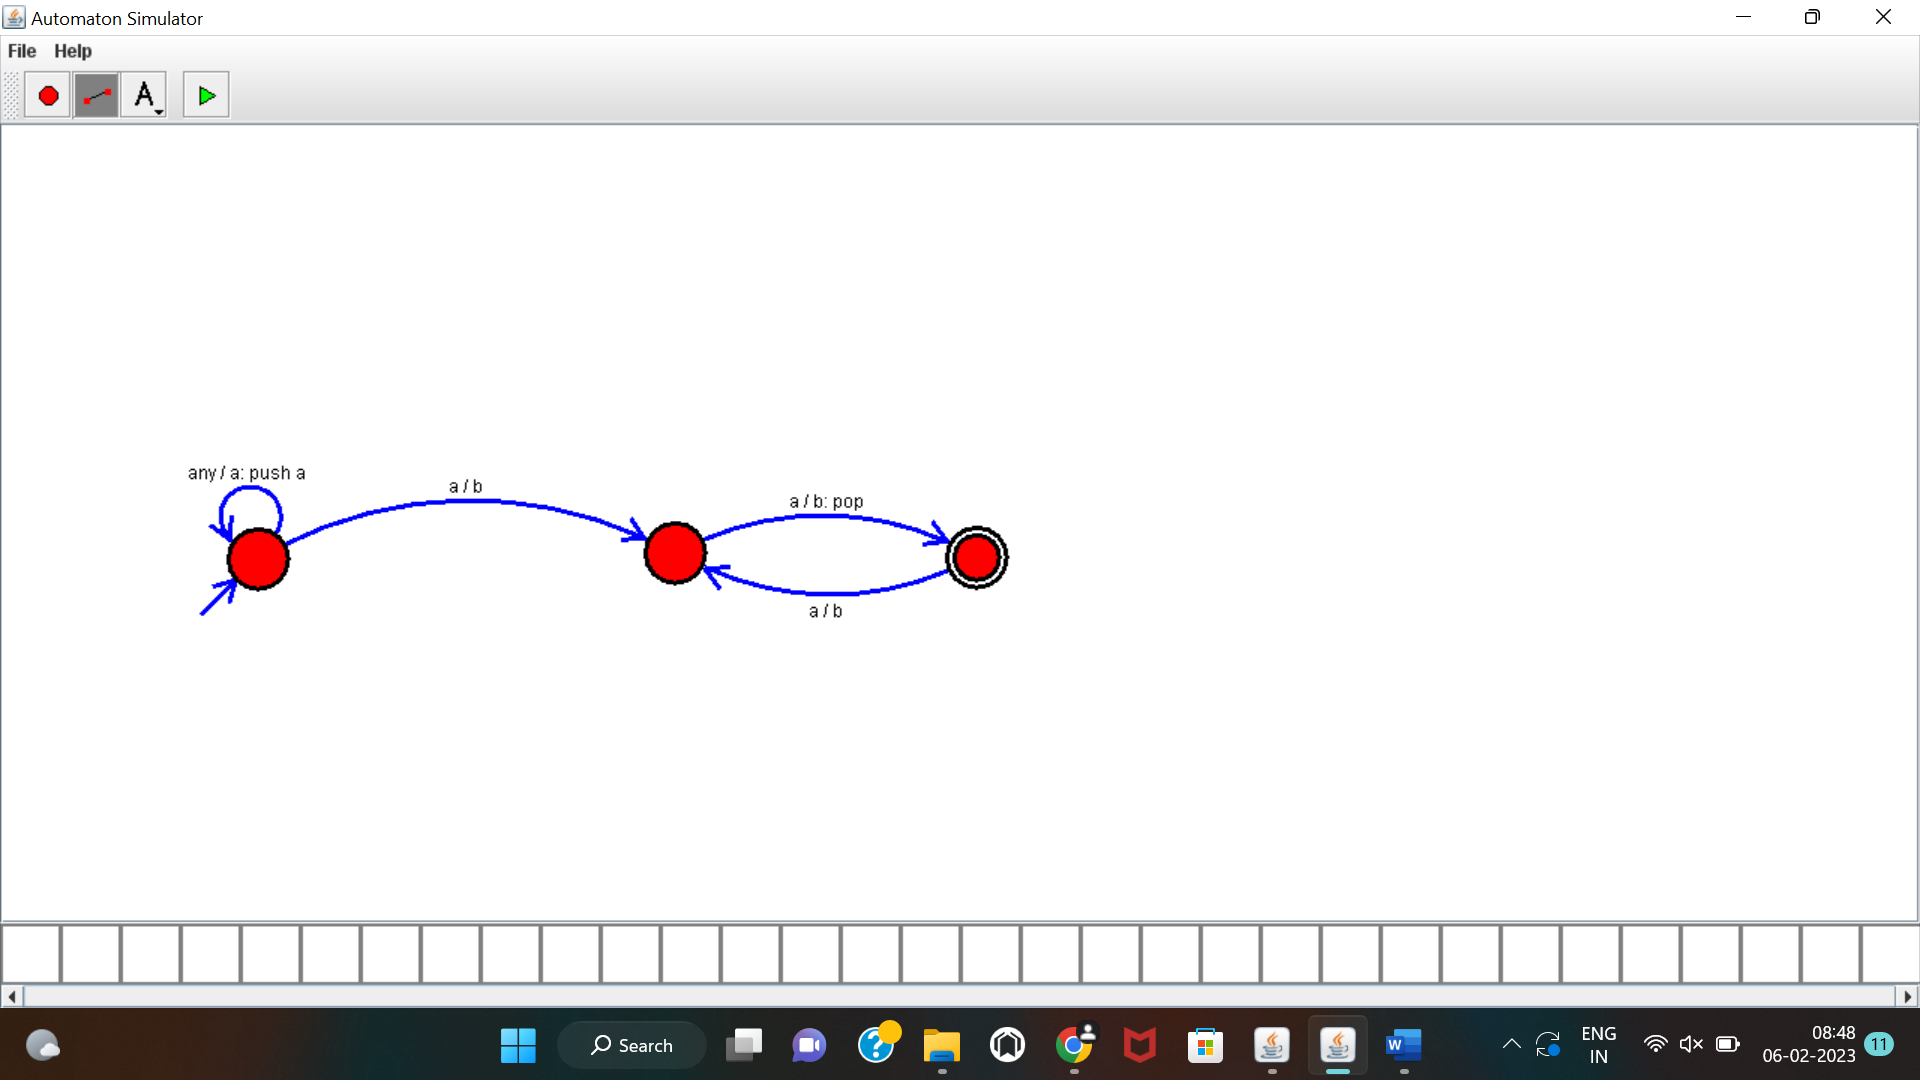 Automaton Simulator
File Help
A
any / a: push a
a / b
a / b: pop
a / b
Search
W
ENG
IN
08:48
06-02-2023
11